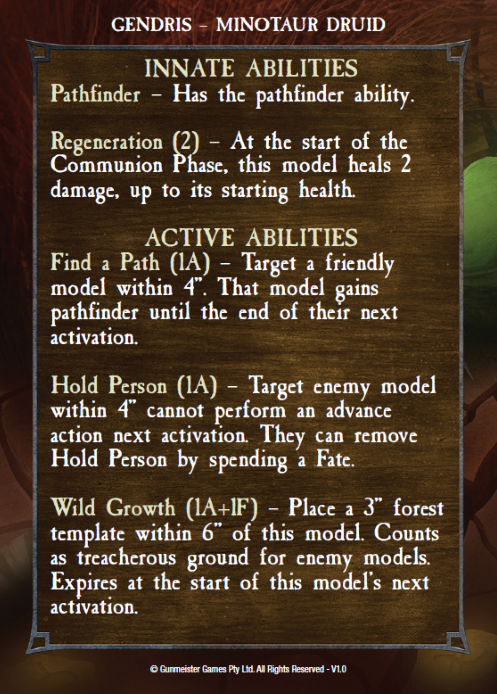 GENDRIS – MINOTAUR DRUID
INNATE ABILITIES
Pathfinder – Has the pathfinder ability.
Regeneration (2) – At the start of the
Communion Phase, this model heals 2
damage, up to its starting health.
ACTIVE ABILITIES
Find a Path (1A) – Target a friendly
model within 4”. That model gains
pathfinder until the end of their next
activation.
Hold Person (1A) – Target enemy model
within 4” cannot perform an advance
action next activation. They can remove
Hold Person by spending a Fate.
Wild Growth (1A+1F) – Place a 3” forest
template within 6” of this model. Counts
as treacherous ground for enemy models.
Expires at the start of this model’s next
activation.
© Gunmeister Games Pty Ltd. All Rights Reserved - V1.0